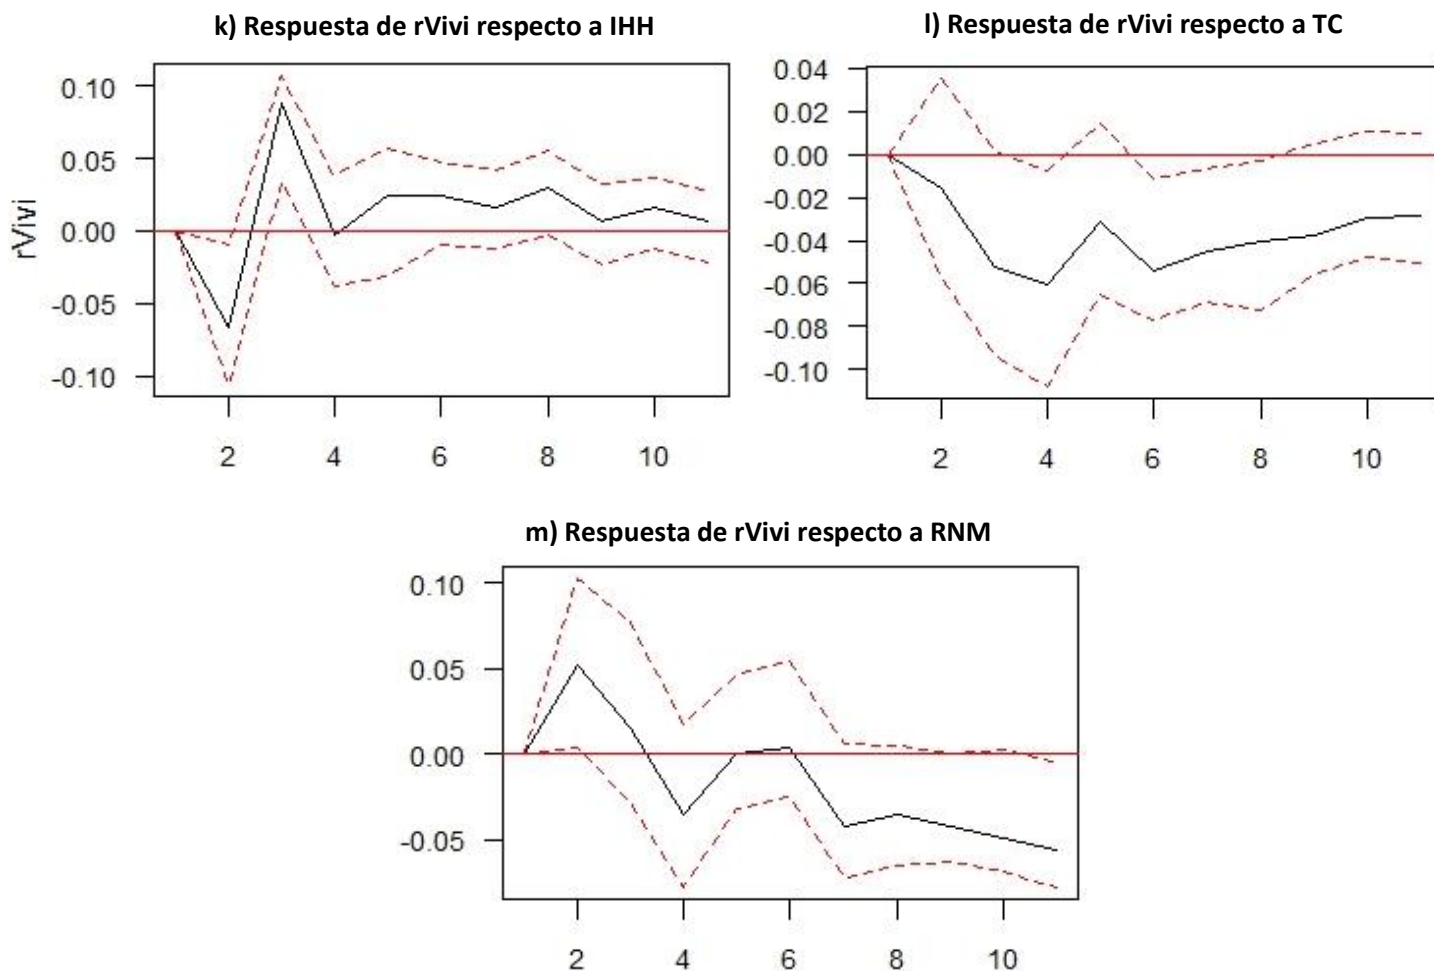 k) Respuesta de rVivi respecto a IHH
0.10
0.05
0.00
-0.05
-0.10
rVivi
2 4 6 8 10
l) Respuesta de rVivi respecto a TC
0.04
0.02
0.00
-0.02
-0.04
-0.06
-0.08
-0.10
2 4 6 8 10
m) Respuesta de rVivi respecto a RNM
0.10
0.05
0.00
-0.05
2 4 6 8 10